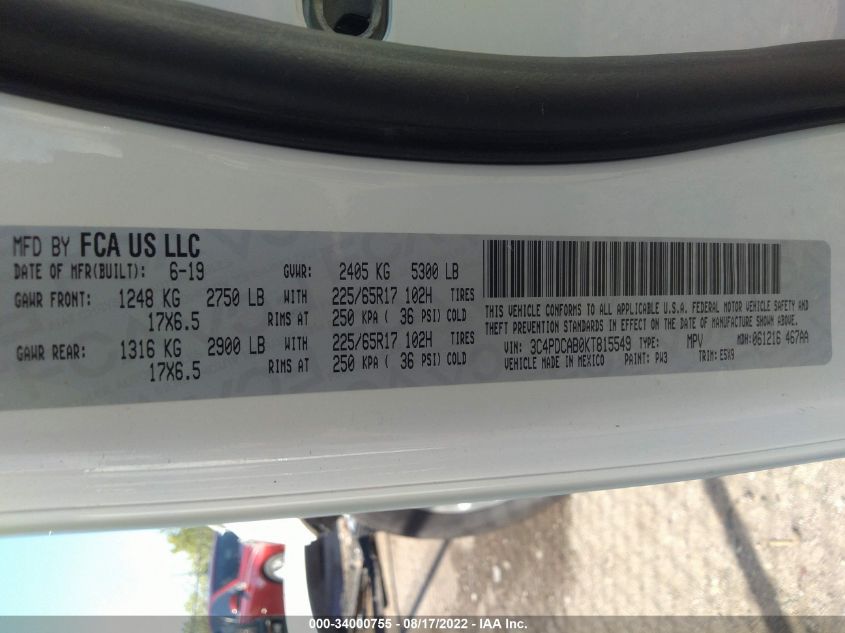 MFD BY FCA US LLC
DATE OF MFR(BUILT): 6-19 GVWR: 2405 KG 5300 LB
GAWR FRONT: 1248 KG 2750 LB WITH 225/65R17 102H TIRES
17X6.5 RIMS AT 250 KPA ( 36 PSI) COLD
GAWR REAR: 1316 KG 2900 LB WITH 225/65R17 102H TIRES
17X6.5 RIMS AT 250 KPA ( 36 PSI) COLD
THIS VEHICLE CONFORMS TO ALL APPLICABLE U.S.A. FEDERAL MOTOR VEHICLE SAFETY AND
THEFT PREVENTION STANDARDS IN EFFECT ON THE DATE OF MANUFACTURE SHOWN ABOVE.
VIN: 3C4PDCAB0KT815549 TYPE: MPV MDH:061216 467AA
VEHICLE MADE IN MEXICO PAINT: PW3 TRIM: E5X9
000-34000755 - 08/17/2022 - IAA Inc.